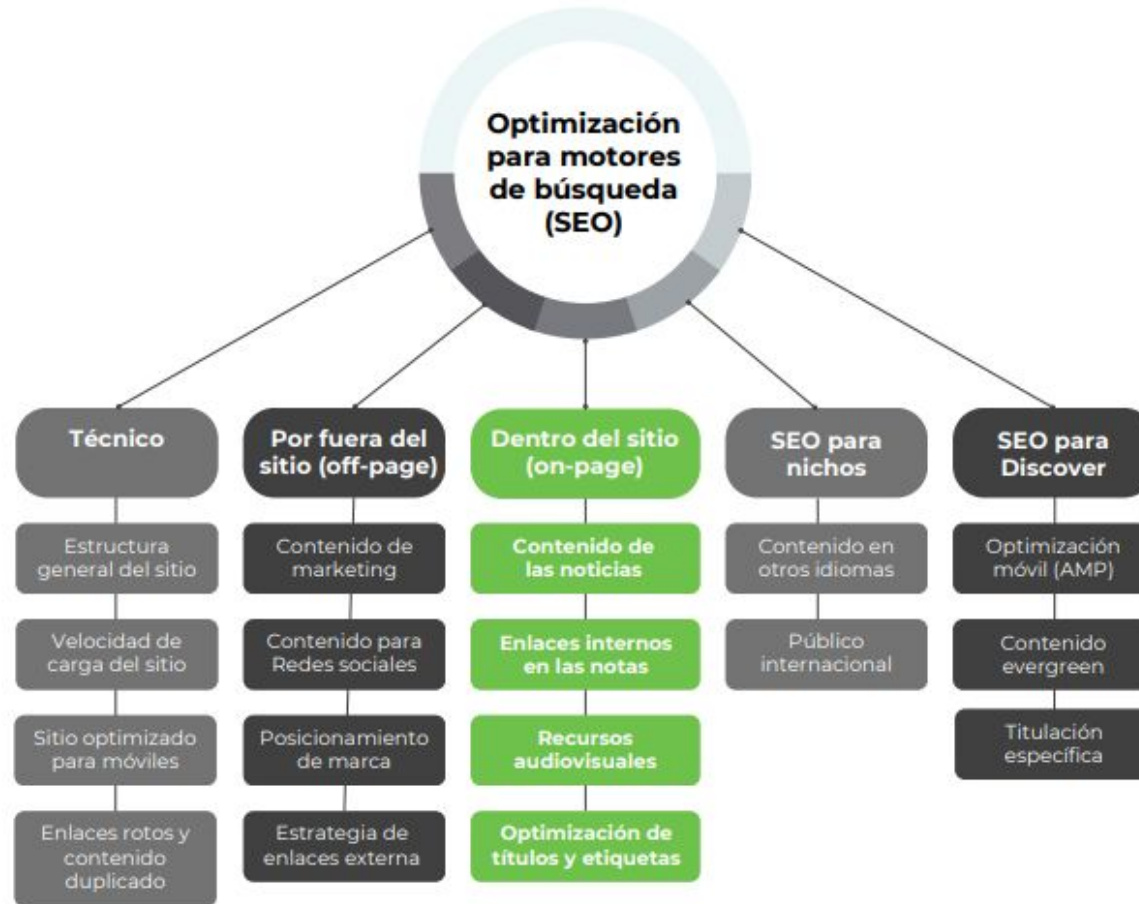 Optimización
para motores
de búsqueda
(SEO)
Técnico
Estructura
general del sitio
Velocidad de
carga del sitio
Sitio optimizado
para móviles
Enlaces rotos y
contenido
duplicado
Por fuera del
sitio (off-page)
Contenido de
marketing
Contenido para
Redes sociales
Posicionamiento
de marca
Estrategia de
enlaces externa
Dentro del sitio
(on-page)
Contenido de
las noticias
Enlaces internos
en las notas
Recursos
audiovisuales
Optimización de
títulos y etiquetas
SEO para
nichos
Contenido en
otros idiomas
Público
internacional
SEO para
Discover
Optimización
móvil (AMP)
Contenido
evergreen
Titulación
específica